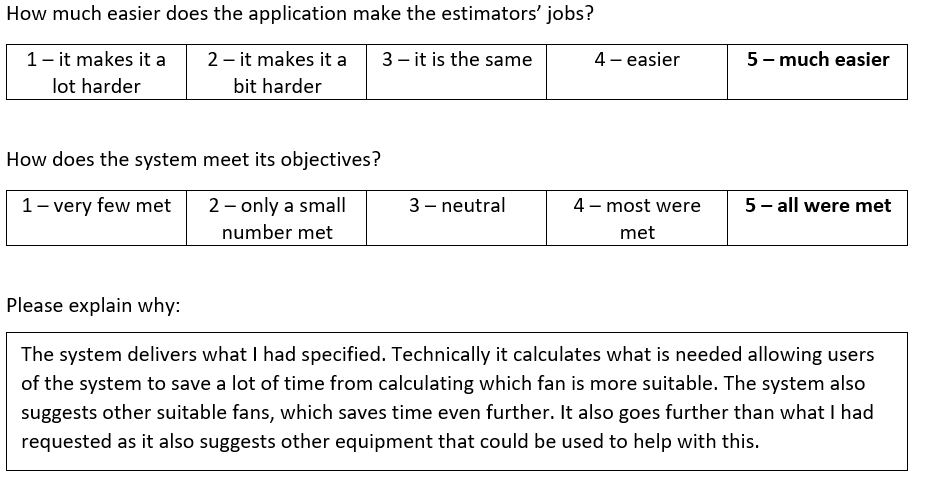 How much easier does the application make the estimators’ jobs?
1 – it makes it a lot harder
2 – it makes it a bit harder
3 – it is the same
4 – easier
5 – much easier
How does the system meet its objectives?
1 – very few met
2 – only a small number met
3 – neutral
4 – most were met
5 – all were met
Please explain why:
The system delivers what I had specified. Technically it calculates what is needed allowing users
of the system to save a lot of time from calculating which fan is more suitable. The system also
suggests other suitable fans, which saves time even further. It also goes further than what I had
requested as it also suggests other equipment that could be used to help with this.